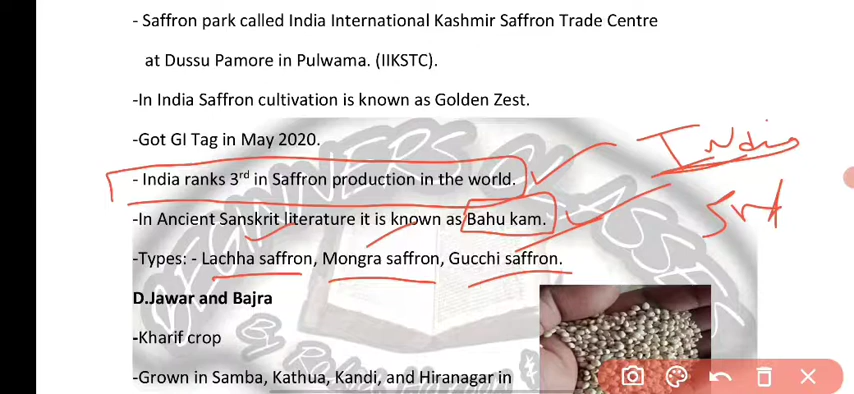 - Saffron park called India International Kashmir Saffron Trade Centre
at Dussu Pamore in Pulwama. (IIKSTC).
-In India Saffron cultivation is known as Golden Zest.
-Got GI Tag in May 2020.
- India ranks 3rd in Saffron production in the world.
India
3rd
-In Ancient Sanskrit literature it is known as Bahu kam.
-Types: - Lachha saffron, Mongra saffron, Gucchi saffron.
D.Jawar and Bajra
-Kharif crop
-Grown in Samba, Kathua, Kandi, and Hiranagar in
BEGINNERS CLASSES